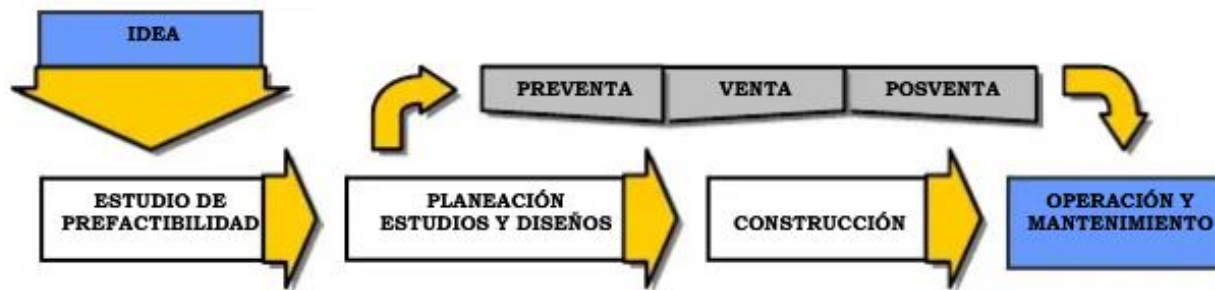 IDEA
PREVENTA
VENTA
POSVENTA
ESTUDIO DE
PREFACTIBILIDAD
PLANEACIÓN
ESTUDIOS Y DISEÑOS
CONSTRUCCIÓN
OPERACIÓN Y
MANTENIMIENTO